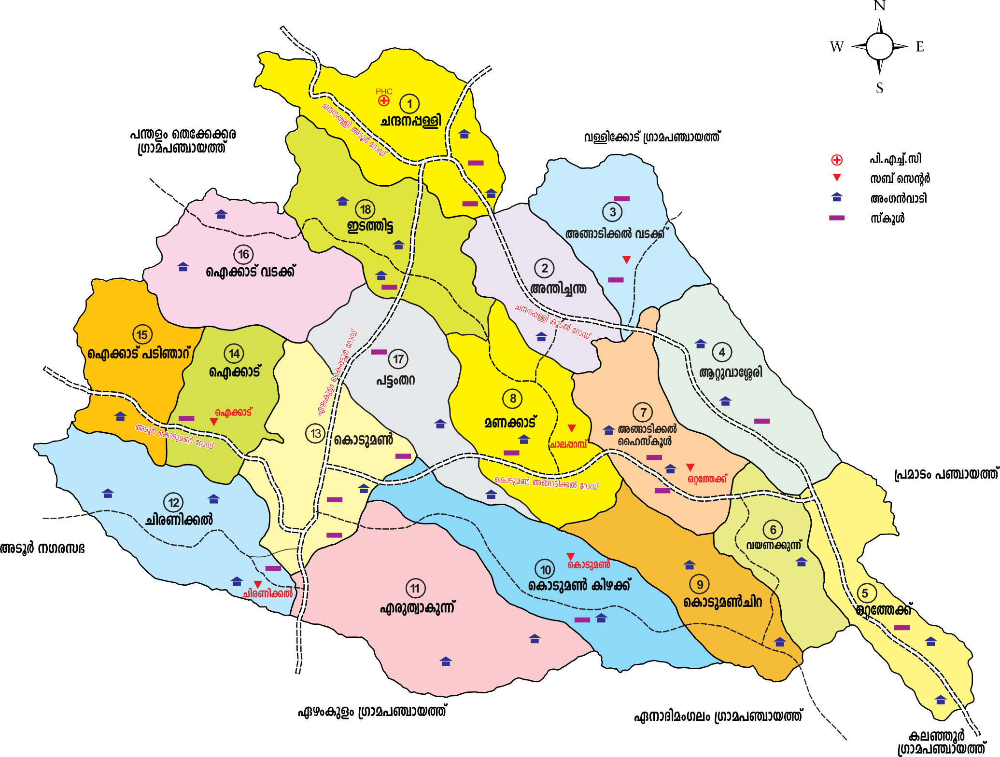 N
W
E
S
PHC
1
ചന്ദനപ്പള്ളി
ചന്ദനപ്പള്ളി അടൂർ റോഡ്
പന്തളം തെക്കേക്കര
ഗ്രാമപഞ്ചായത്ത്
വള്ളിക്കോട് ഗ്രാമപഞ്ചായത്ത്
പി.എച്ച്.സി
സബ് സെന്റർ
അംഗൻവാടി
സ്കൂൾ
18
ഇടത്തിട്ട
3
അങ്ങാടിക്കൽ വടക്ക്
16
ഐക്കാട് വടക്ക്
2
അന്തിച്ചന്ത
ചന്ദനപ്പള്ളി കൂടൽ റോഡ്
15
ഐക്കാട് പടിഞാറ്
14
ഐക്കാട്
ഏഴംകുളം കൈപ്പട്ടൂർ റോഡ്
17
പട്ടംതറ
4
ആറ്റുവാശ്ശേരി
8
മണക്കാട്
7
അങ്ങാടിക്കൽ
ഹൈസ്കൂൾ
ഐക്കാട്
അടൂർ കൊടുമൺ റോഡ്
13
കൊടുമൺ
ചാലപ്പറമ്പ്
ഒറ്റത്തേക്ക്
കൊടുമൺ അങ്ങാടിക്കൽ റോഡ്
പ്രമാടം പഞ്ചായത്ത്
12
ചിരണിക്കൽ
6
വയണക്കുന്ന്
അടൂർ നഗരസഭ
കൊടുമൺ
10
കൊടുമൺ കിഴക്ക്
9
കൊടുമൺചിറ
5
ഒറ്റത്തേക്ക്
ചിരണിക്കൽ
11
എരുത്വാകുന്ന്
ഏഴംകുളം ഗ്രാമപഞ്ചായത്ത്
ഏനാദിമംഗലം ഗ്രാമപഞ്ചായത്ത്
കലഞ്ഞൂർ
ഗ്രാമപഞ്ചായത്ത്